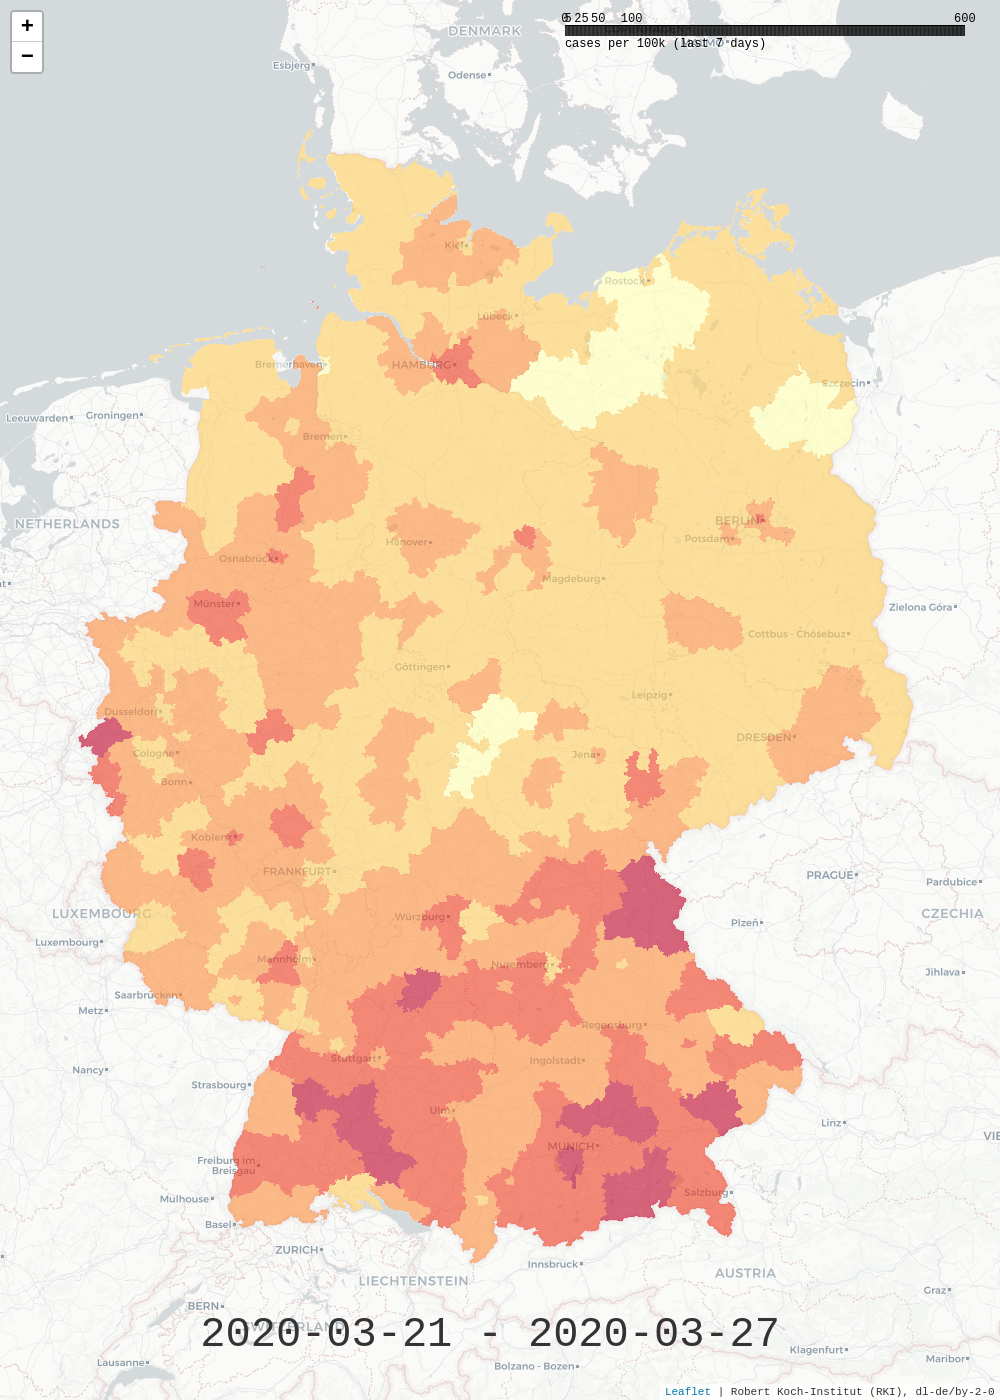 +
−
0 5 25 50 100 600
cases per 100k (last 7 days)
DENMARK
Esbjerg
Odense
Kiel
Rostock
Lübeck
Bremerhaven
HAMBURG
Szczecin
Leeuwarden
Groningen
Bremen
NETHERLANDS
BERLIN
Hanover
Potsdam
Osnabrück
Magdeburg
Münster
Zielona Góra
Cottbus - Chóśebuz
Göttingen
Leipzig
Dusseldorf
DRESDEN
Cologne
Jena
Bonn
Koblenz
FRANKFURT
PRAGUE
Pardubice
LUXEMBOURG
Würzburg
Plzeň
CZECHIA
Luxembourg
Mannheim
Nuremberg
Jihlava
Saarbrücken
Metz
Regensburg
Stuttgart
Ingolstadt
Nancy
Strasbourg
Ulm
Linz
VIE
MUNICH
Freiburg im
Breisgau
Mulhouse
Salzburg
Basel
ZURICH
Innsbruck
LIECHTENSTEIN
AUSTRIA
Graz
BERN
SWITZERLAND
2020-03-21 - 2020-03-27
Klagenfurt
Lausanne
Bolzano - Bozen
Maribor
Leaflet | Robert Koch-Institut (RKI), dl-de/by-2-0